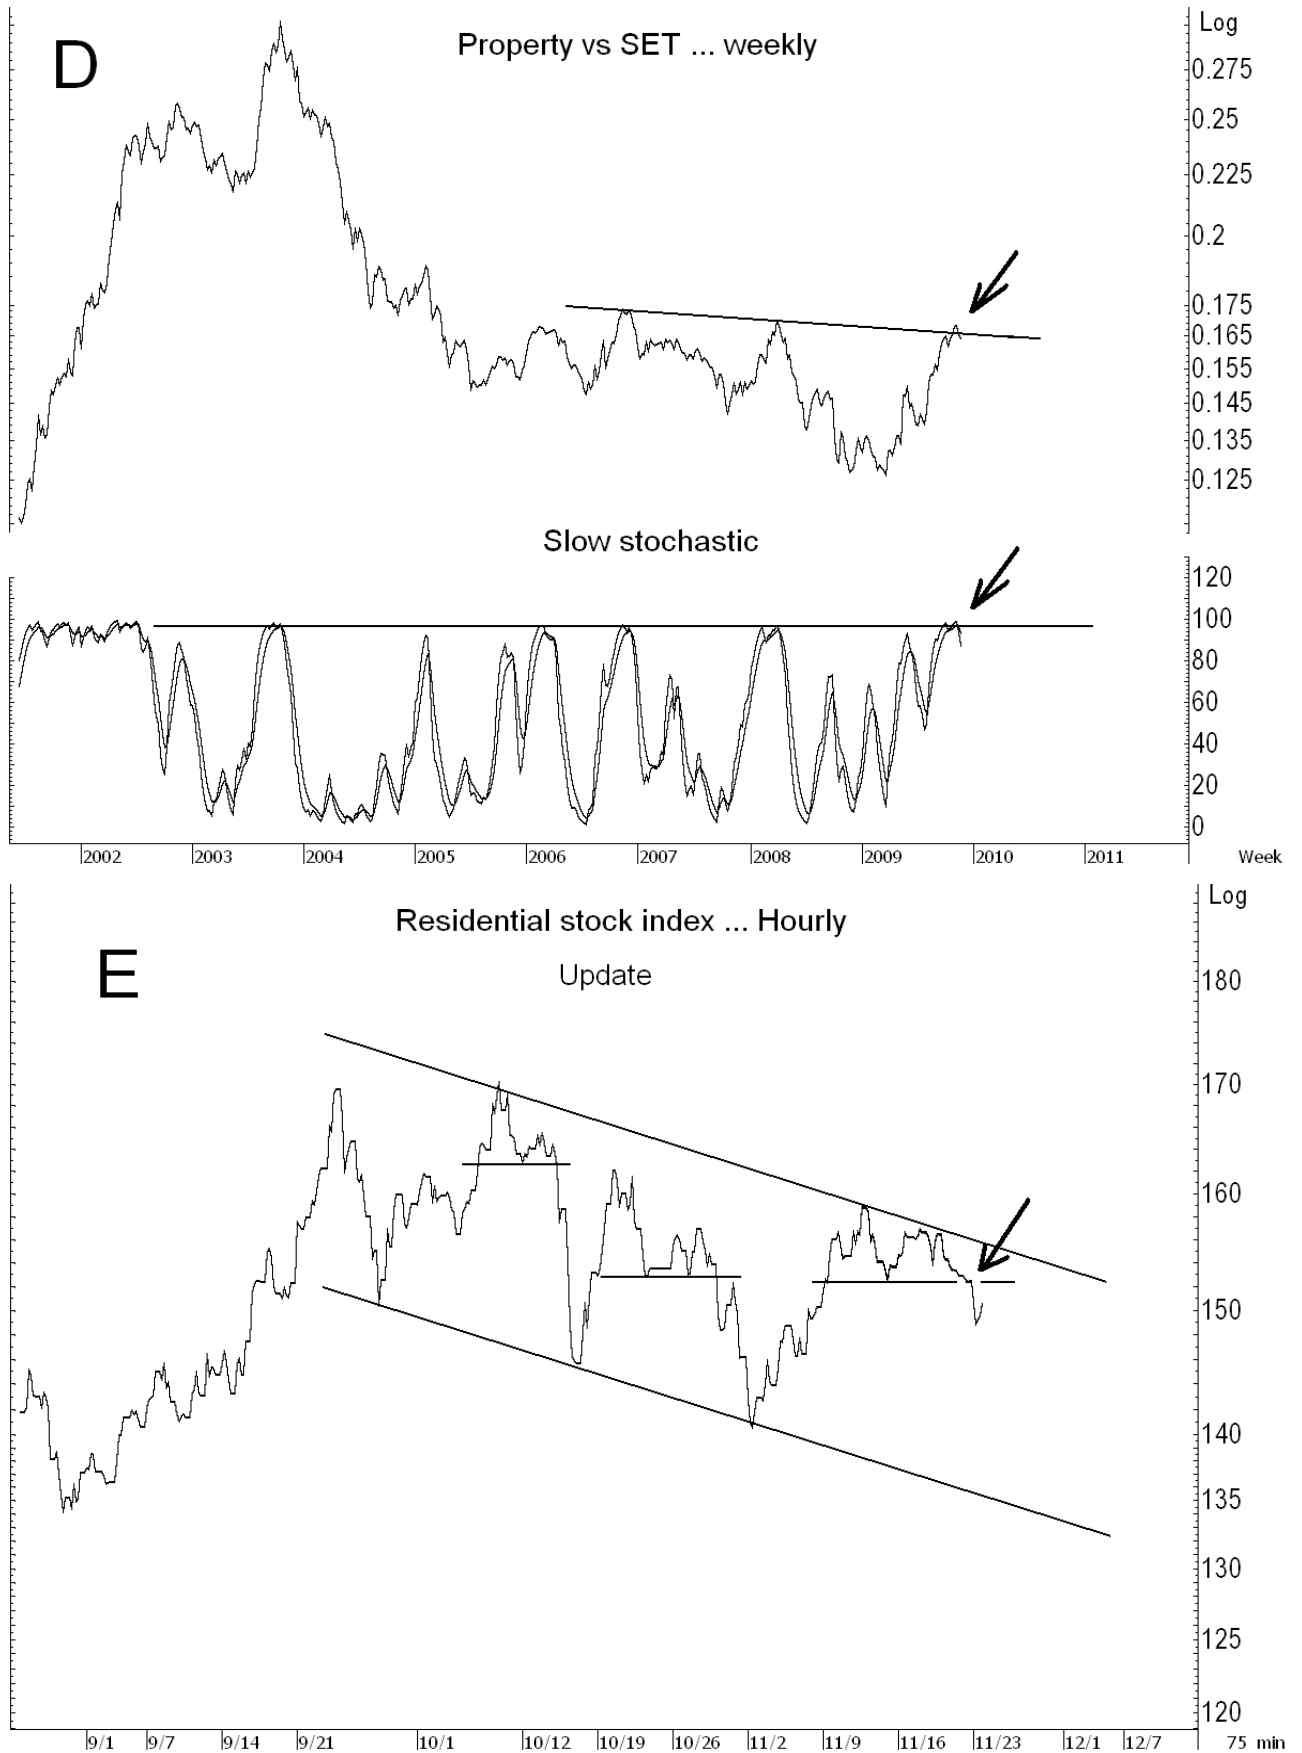 D
Property vs SET ... weekly
Log
0.275
0.25
0.225
0.2
0.175
0.165
0.155
0.145
0.135
0.125
Slow stochastic
120
100
80
60
40
20
0
2002 2003 2004 2005 2006 2007 2008 2009 2010 2011 Week
E
Residential stock index ... Hourly
Update
Log
180
170
160
150
140
135
130
125
120
9/1 9/7 9/14 9/21 10/1 10/12 10/19 10/26 11/2 11/9 11/16 11/23 12/1 12/7 75 min